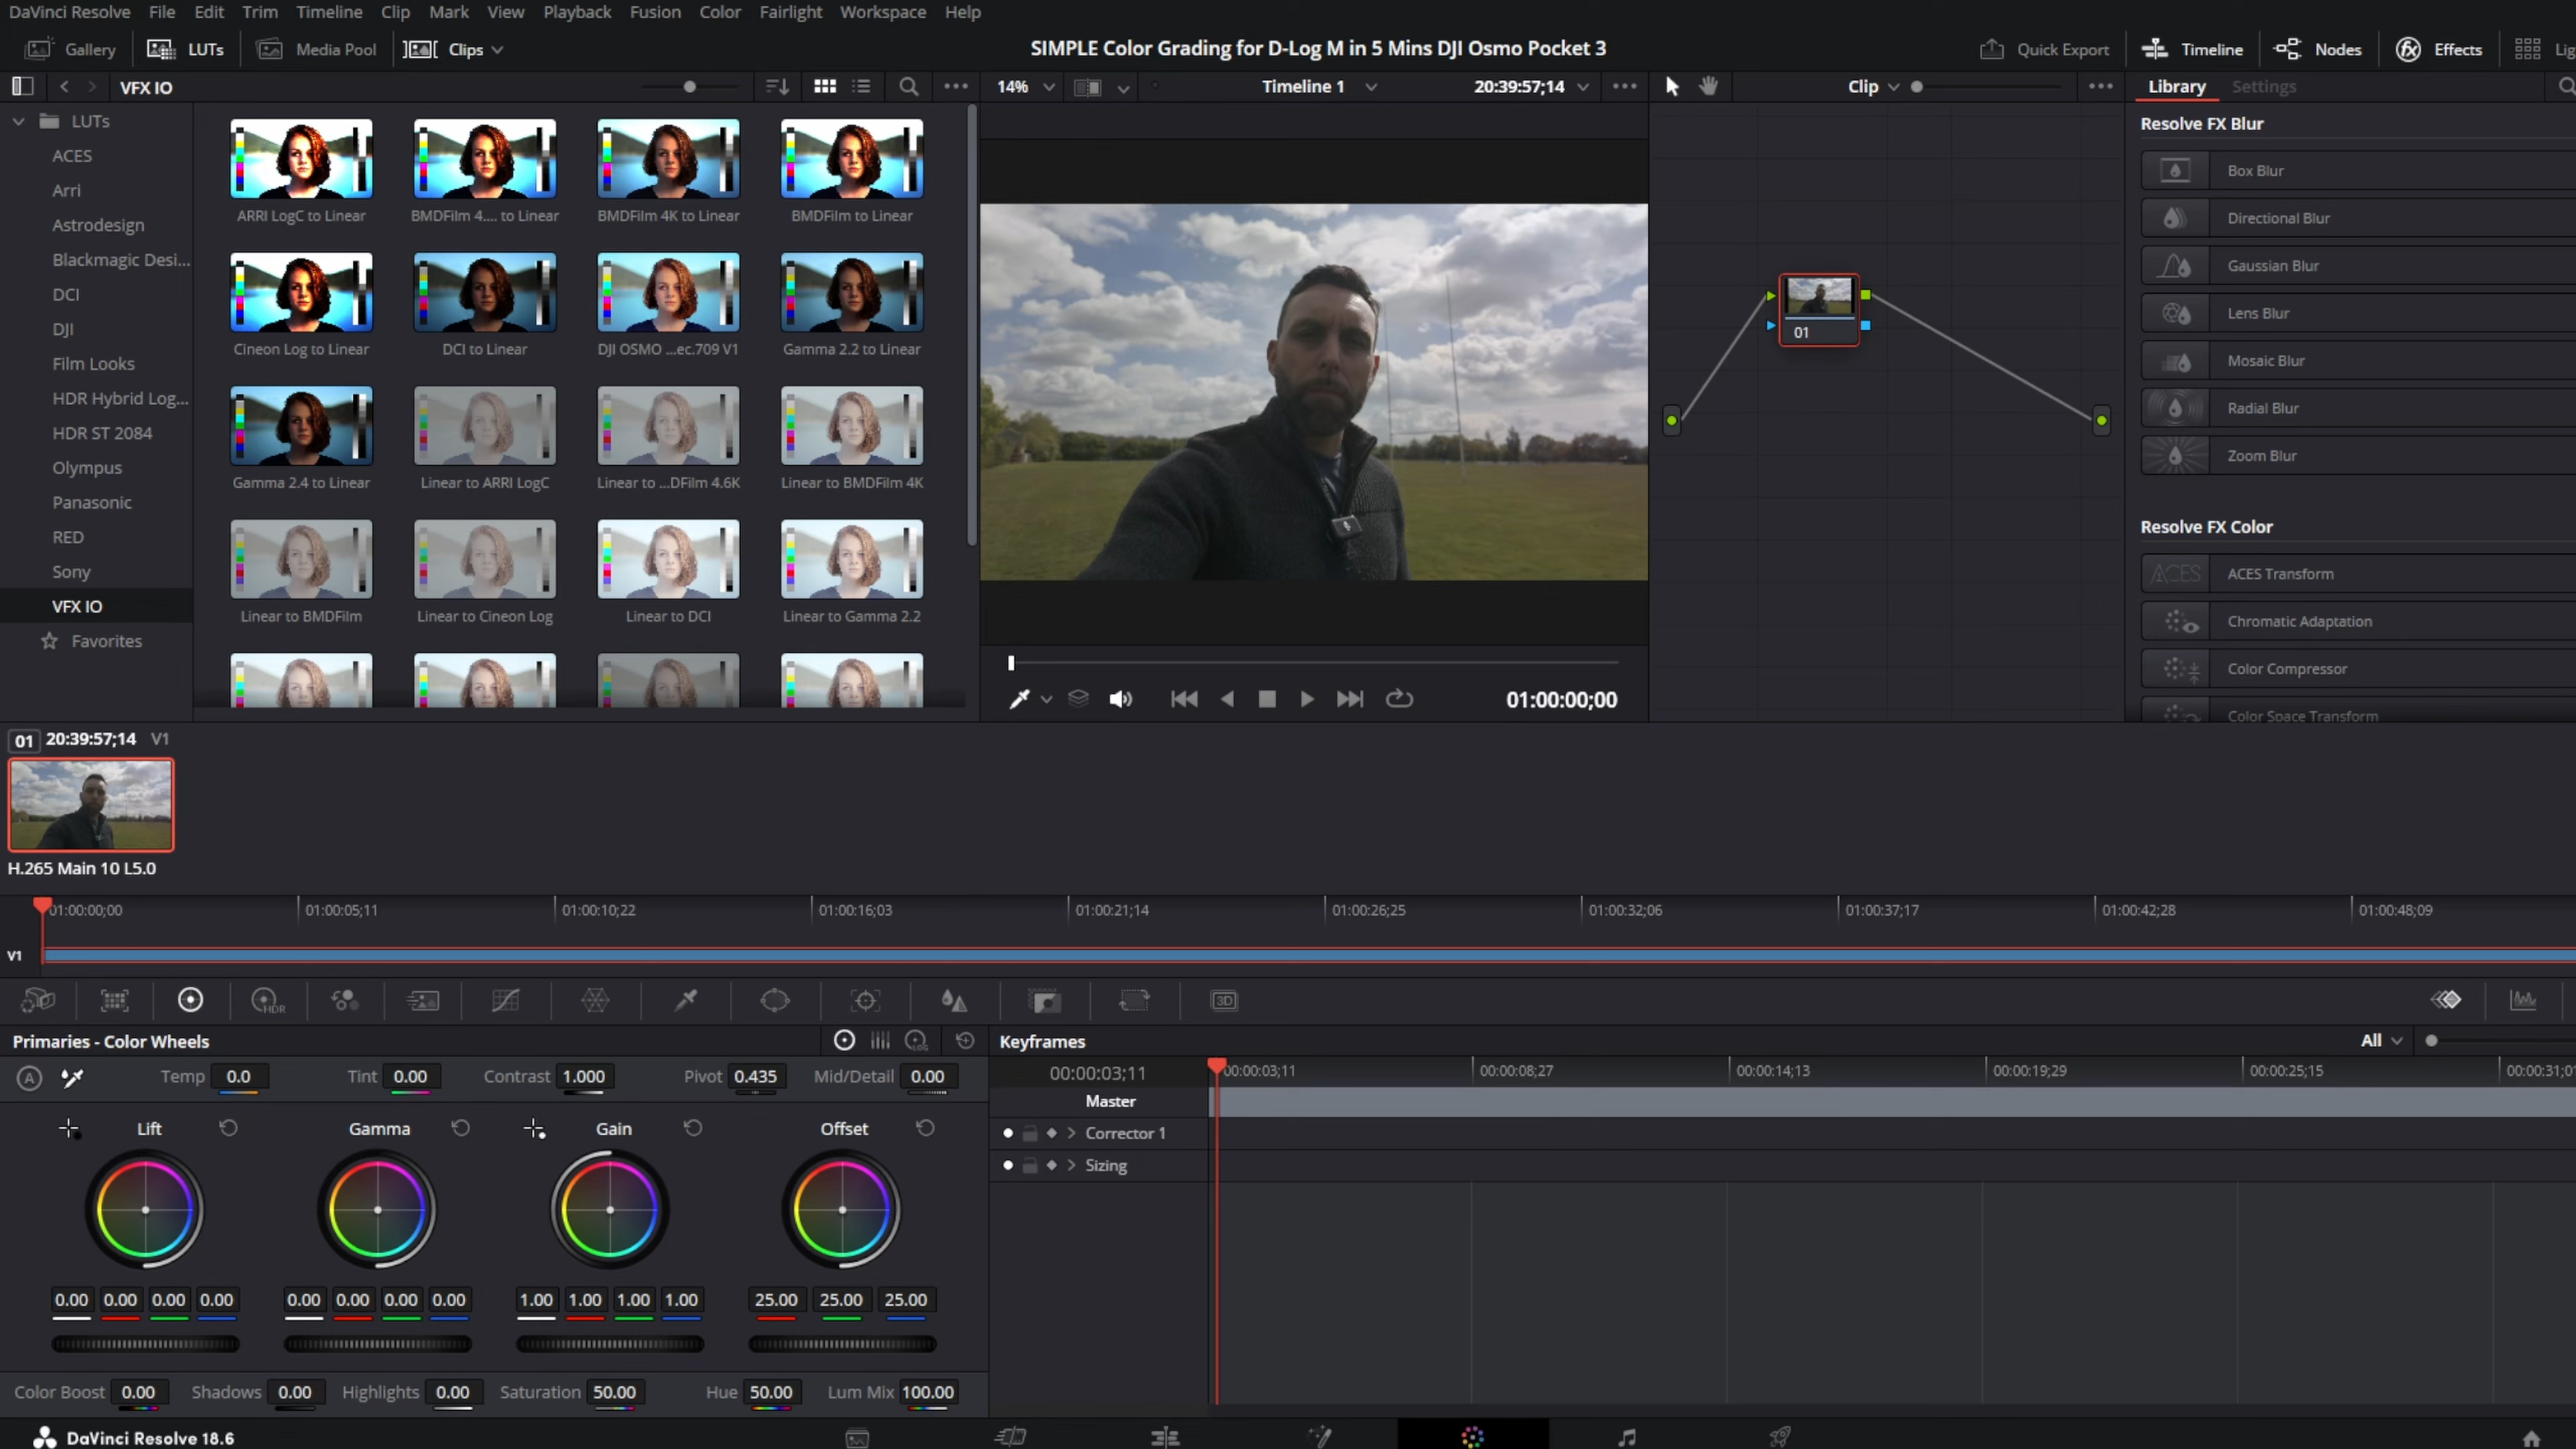 DaVinci Resolve File Edit Trim Timeline Clip Mark View Playback Fusion Color Fairlight Workspace Help
Gallery LUTs Media Pool Clips SIMPLE Color Grading for D-Log M in 5 Mins DJI Osmo Pocket 3 Quick Export Timeline Nodes Effects Lig
VFX IO 14% Timeline 1 20:39:57;14 Clip Library Settings
LUTs
ACES
Arri
Astrodesign
Blackmagic Desi...
DCI
DJI
Film Looks
HDR Hybrid Log...
HDR ST 2084
Olympus
Panasonic
RED
Sony
VFX IO
Favorites
ARRI LogC to Linear BMDFilm 4.... to Linear BMDFilm 4K to Linear BMDFilm to Linear
Cineon Log to Linear DCI to Linear DJI OSMO ...ec.709 V1 Gamma 2.2 to Linear
Gamma 2.4 to Linear Linear to ARRI LogC Linear to ...DFilm 4.6K Linear to BMDFilm 4K
Linear to BMDFilm Linear to Cineon Log Linear to DCI Linear to Gamma 2.2
01:00:00;00
01
Resolve FX Blur
Box Blur
Directional Blur
Gaussian Blur
Lens Blur
Mosaic Blur
Radial Blur
Zoom Blur
Resolve FX Color
ACES ACES Transform
Chromatic Adaptation
Color Compressor
Color Space Transform
01 20:39:57;14 V1
H.265 Main 10 L5.0
01:00:00;00 01:00:05;11 01:00:10;22 01:00:16;03 01:00:21;14 01:00:26;25 01:00:32;06 01:00:37;17 01:00:42;28 01:00:48;09
V1
HDR 3D
Primaries - Color Wheels LOG
A Temp 0.0 Tint 0.00 Contrast 1.000 Pivot 0.435 Mid/Detail 0.00
Lift Gamma Gain Offset
0.00 0.00 0.00 0.00 0.00 0.00 0.00 0.00 1.00 1.00 1.00 1.00 25.00 25.00 25.00
Color Boost 0.00 Shadows 0.00 Highlights 0.00 Saturation 50.00 Hue 50.00 Lum Mix 100.00
Keyframes All
00:00:03;11 00:00:03;11 00:00:08;27 00:00:14;13 00:00:19;29 00:00:25;15 00:00:31;01
Master
Corrector 1
Sizing
DaVinci Resolve 18.6